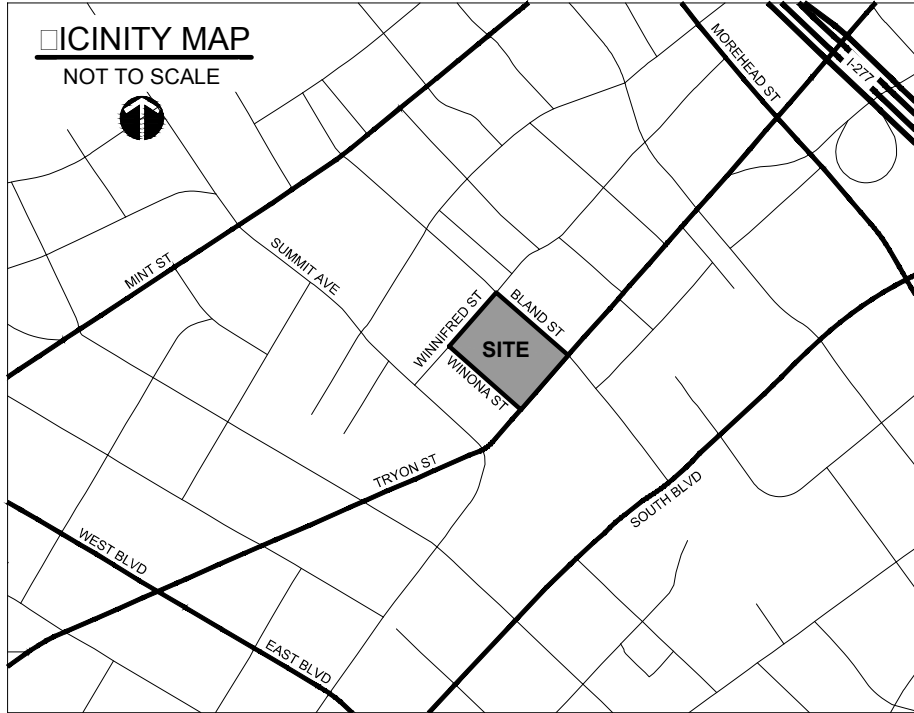 □ICINITY MAP
NOT TO SCALE
MOREHEAD ST
I-277
SUMMIT AVE
MINT ST
WINNIFRED ST
BLAND ST
SITE
WINONA ST
TRYON ST
SOUTH BLVD
WEST BLVD
EAST BLVD